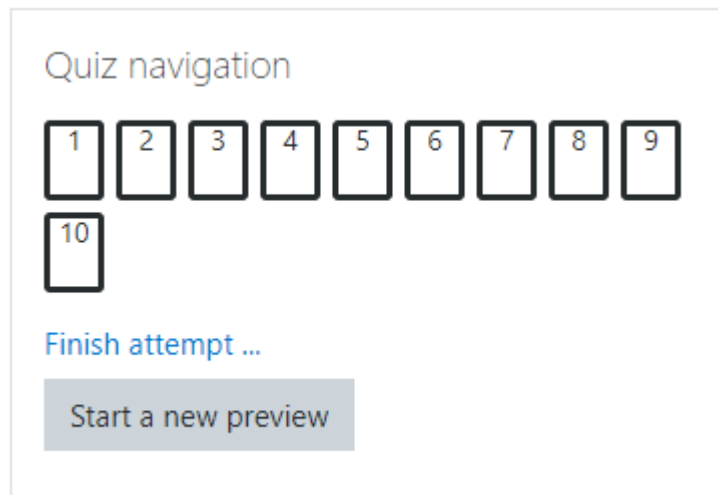 Quiz navigation
1 2 3 4 5 6 7 8 9
10
Finish attempt ...
Start a new preview